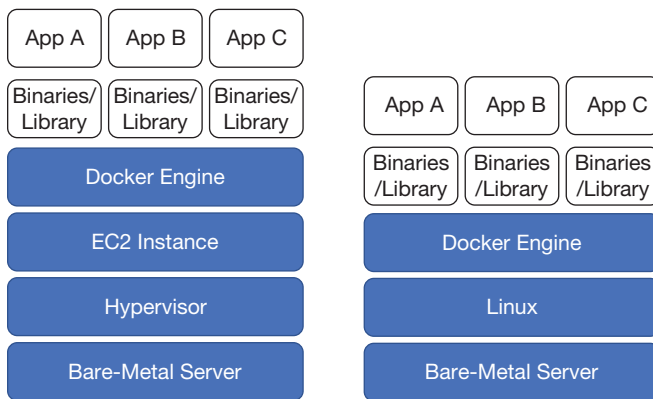 App A
App B
App C
Binaries/
Library
Binaries/
Library
Binaries/
Library
Docker Engine
EC2 Instance
Hypervisor
Bare-Metal Server
App A
App B
App C
Binaries
/Library
Binaries
/Library
Binaries
/Library
Docker Engine
Linux
Bare-Metal Server